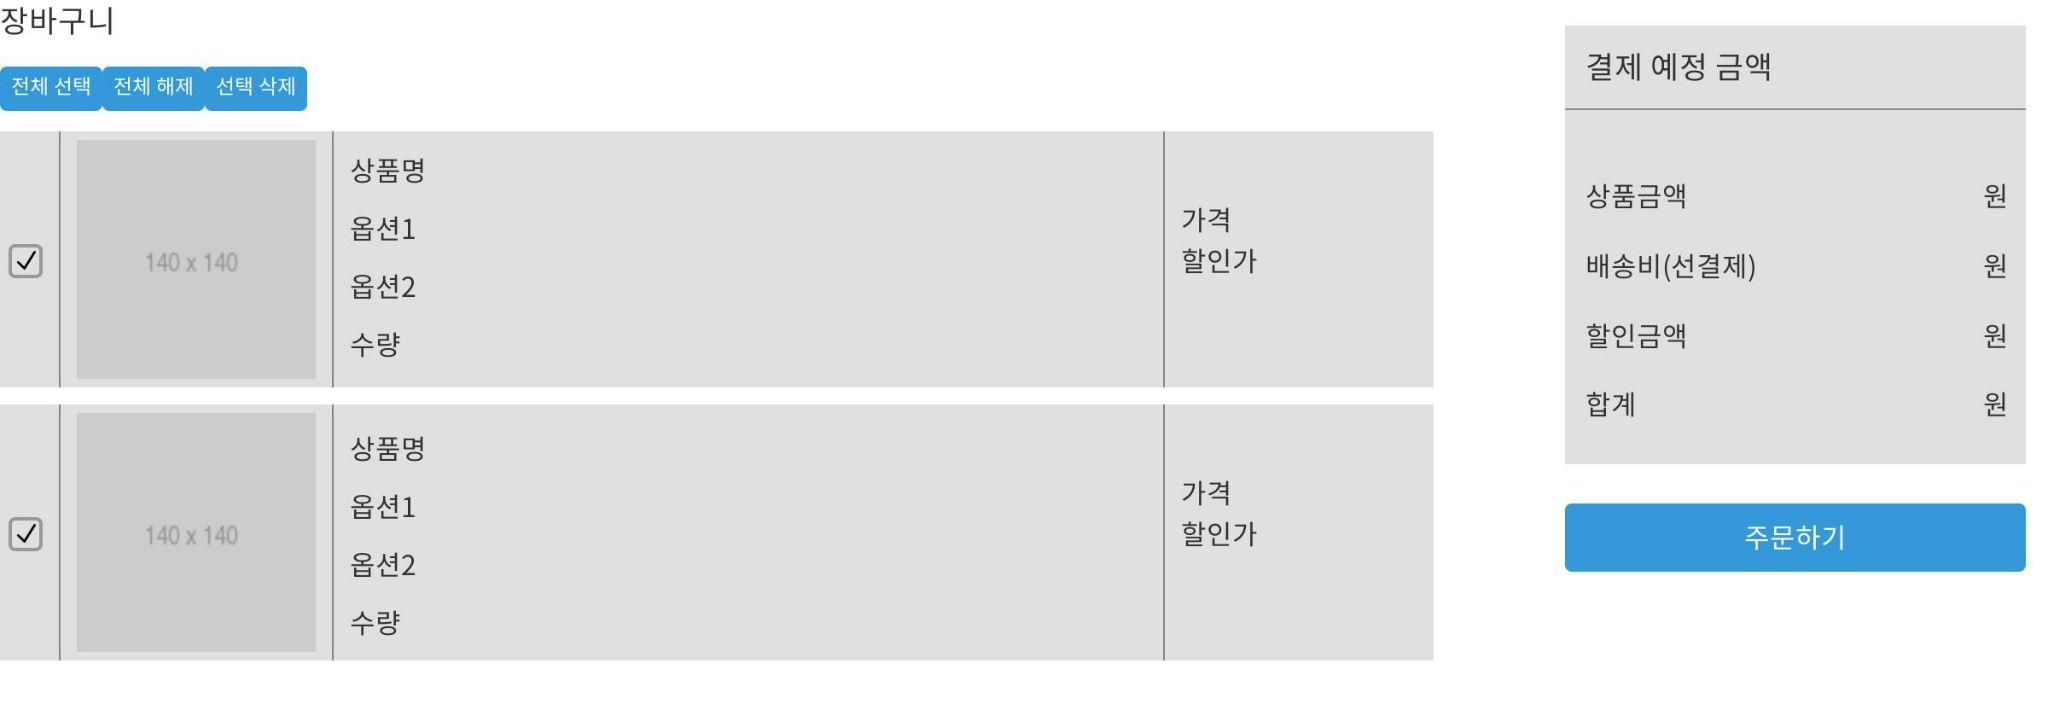 장바구니
전체 선택 전체 해제 선택 삭제
140 x 140
상품명
옵션1
옵션2
수량
가격
할인가
140 x 140
상품명
옵션1
옵션2
수량
가격
할인가
결제 예정 금액
상품금액 원
배송비(선결제) 원
할인금액 원
합계 원
주문하기